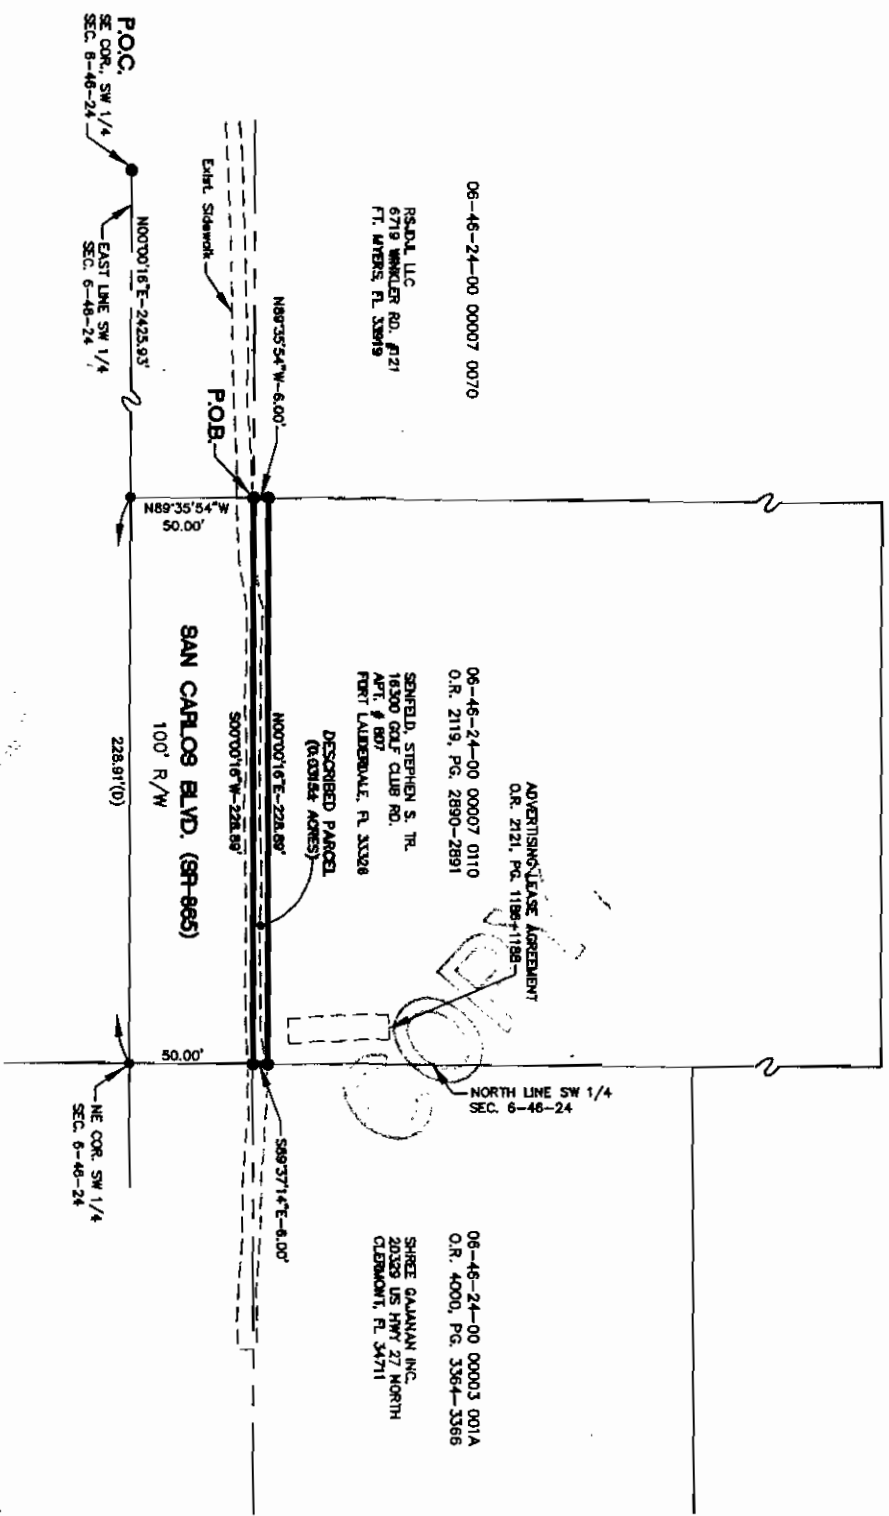 06-46-24-00 00007 0070
RSJDJL LLC
6719 WINKLER RD. #121
FT. MYERS, FL 33919
N89°35'54"W-6.00'
Exist. Sidewalk
P.O.B.
P.O.C.
SE COR., SW 1/4
SEC. 6-46-24
N00°00'16"E-2425.93'
EAST LINE SW 1/4
SEC. 6-46-24
N89°35'54"W
50.00'
06-46-24-00 00007 0110
O.R. 2119, PG. 2890-2891
SENFELD, STEPHEN S. TR.
16300 GOLF CLUB RD.
APT. # 807
FORT LAUDERDALE, FL 33326
ADVERTISING LEASE AGREEMENT
O.R. 2121, PG. 1186+1188
DESCRIBED PARCEL
(0.0315± ACRES)
N00°00'16"E-228.89'
S00°00'16"W-228.89'
SAN CARLOS BLVD. (SR-865)
100' R/W
228.91'(D)
COPY
NORTH LINE SW 1/4
SEC. 6-46-24
50.00'
S89°37'14"E-6.00'
NE COR. SW 1/4
SEC. 6-46-24
06-46-24-00 00003 001A
O.R. 4000, PG. 3364-3366
SHREE GAJANAN INC.
20329 US HWY 27 NORTH
CLERMONT, FL 34711